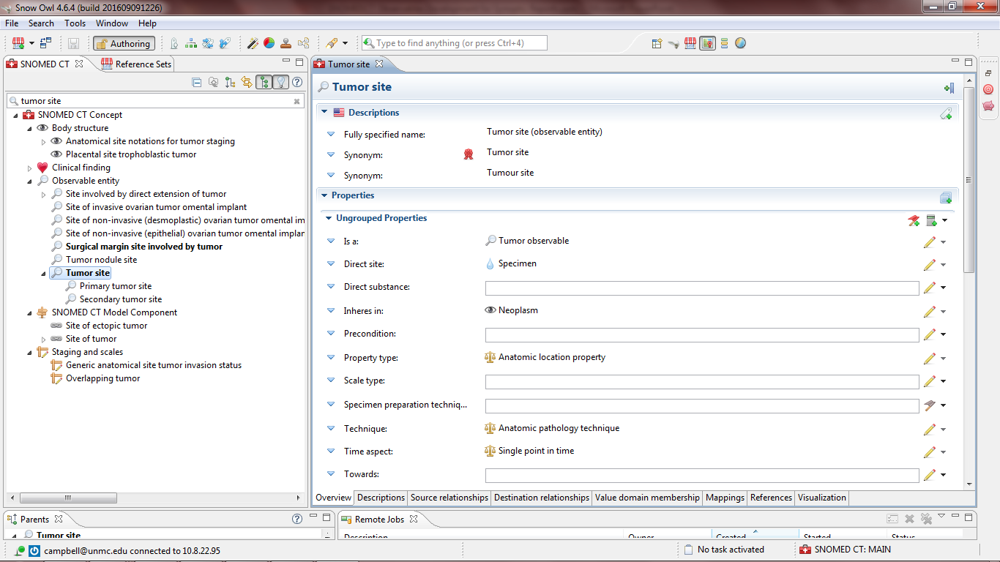 Snow Owl 4.6.4 (build 201609091226)
File Search Tools Window Help
Authoring
Type to find anything (or press Ctrl+4)
SNOMED CT
Reference Sets
tumor site
SNOMED CT Concept
Body structure
Anatomical site notations for tumor staging
Placental site trophoblastic tumor
Clinical finding
Observable entity
Site involved by direct extension of tumor
Site of invasive ovarian tumor omental implant
Site of non-invasive (desmoplastic) ovarian tumor omental im
Site of non-invasive (epithelial) ovarian tumor omental implan
Surgical margin site involved by tumor
Tumor nodule site
Tumor site
Primary tumor site
Secondary tumor site
SNOMED CT Model Component
Site of ectopic tumor
Site of tumor
Staging and scales
Generic anatomical site tumor invasion status
Overlapping tumor
Tumor site
Tumor site
Descriptions
Fully specified name: Tumor site (observable entity)
Synonym: Tumor site
Synonym: Tumour site
Properties
Ungrouped Properties
Is a: Tumor observable
Direct site: Specimen
Direct substance:
Inheres in: Neoplasm
Precondition:
Property type: Anatomic location property
Scale type:
Specimen preparation techniq...
Technique: Anatomic pathology technique
Time aspect: Single point in time
Towards:
Overview Descriptions Source relationships Destination relationships Value domain membership Mappings References Visualization
Parents
Tumor site
Remote Jobs
Description Owner Created Started Status
campbell@unmc.edu connected to 10.8.22.95
No task activated
SNOMED CT: MAIN